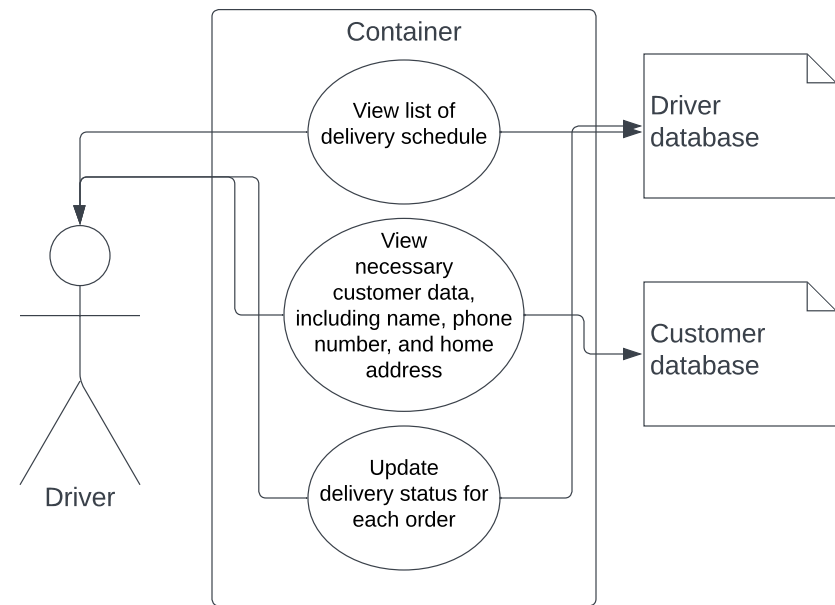 Container
View list of
delivery schedule
Driver
database
View
necessary
customer data,
including name, phone
number, and home
address
Customer
database
Update
delivery status for
each order
Driver